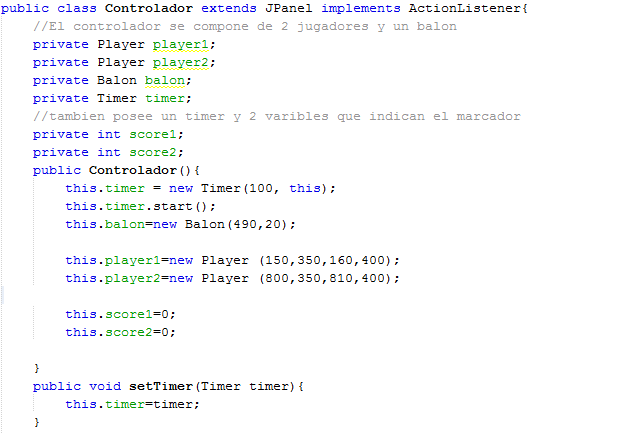 public class Controlador extends JPanel implements ActionListener{
//El controlador se compone de 2 jugadores y un balon
private Player player1;
private Player player2;
private Balon balon;
private Timer timer;
//tambien posee un timer y 2 varibles que indican el marcador
private int score1;
private int score2;
public Controlador(){
this.timer = new Timer(100, this);
this.timer.start();
this.balon=new Balon(490,20);
this.player1=new Player (150,350,160,400);
this.player2=new Player (800,350,810,400);
this.score1=0;
this.score2=0;
}
public void setTimer(Timer timer){
this.timer=timer;
}